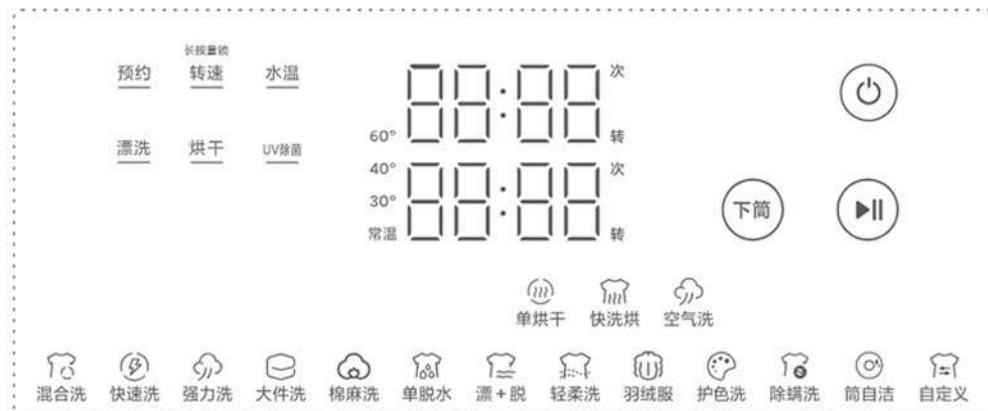 长按童锁
预约 转速 水温
漂洗 烘干 UV除菌
88:88 次
60° 转
40° 88:88 次
30°
常温 转
下筒
单烘干 快洗烘 空气洗
混合洗 快速洗 强力洗 大件洗 棉麻洗 单脱水 漂+脱 轻柔洗 羽绒服 护色洗 除螨洗 筒自洁 自定义